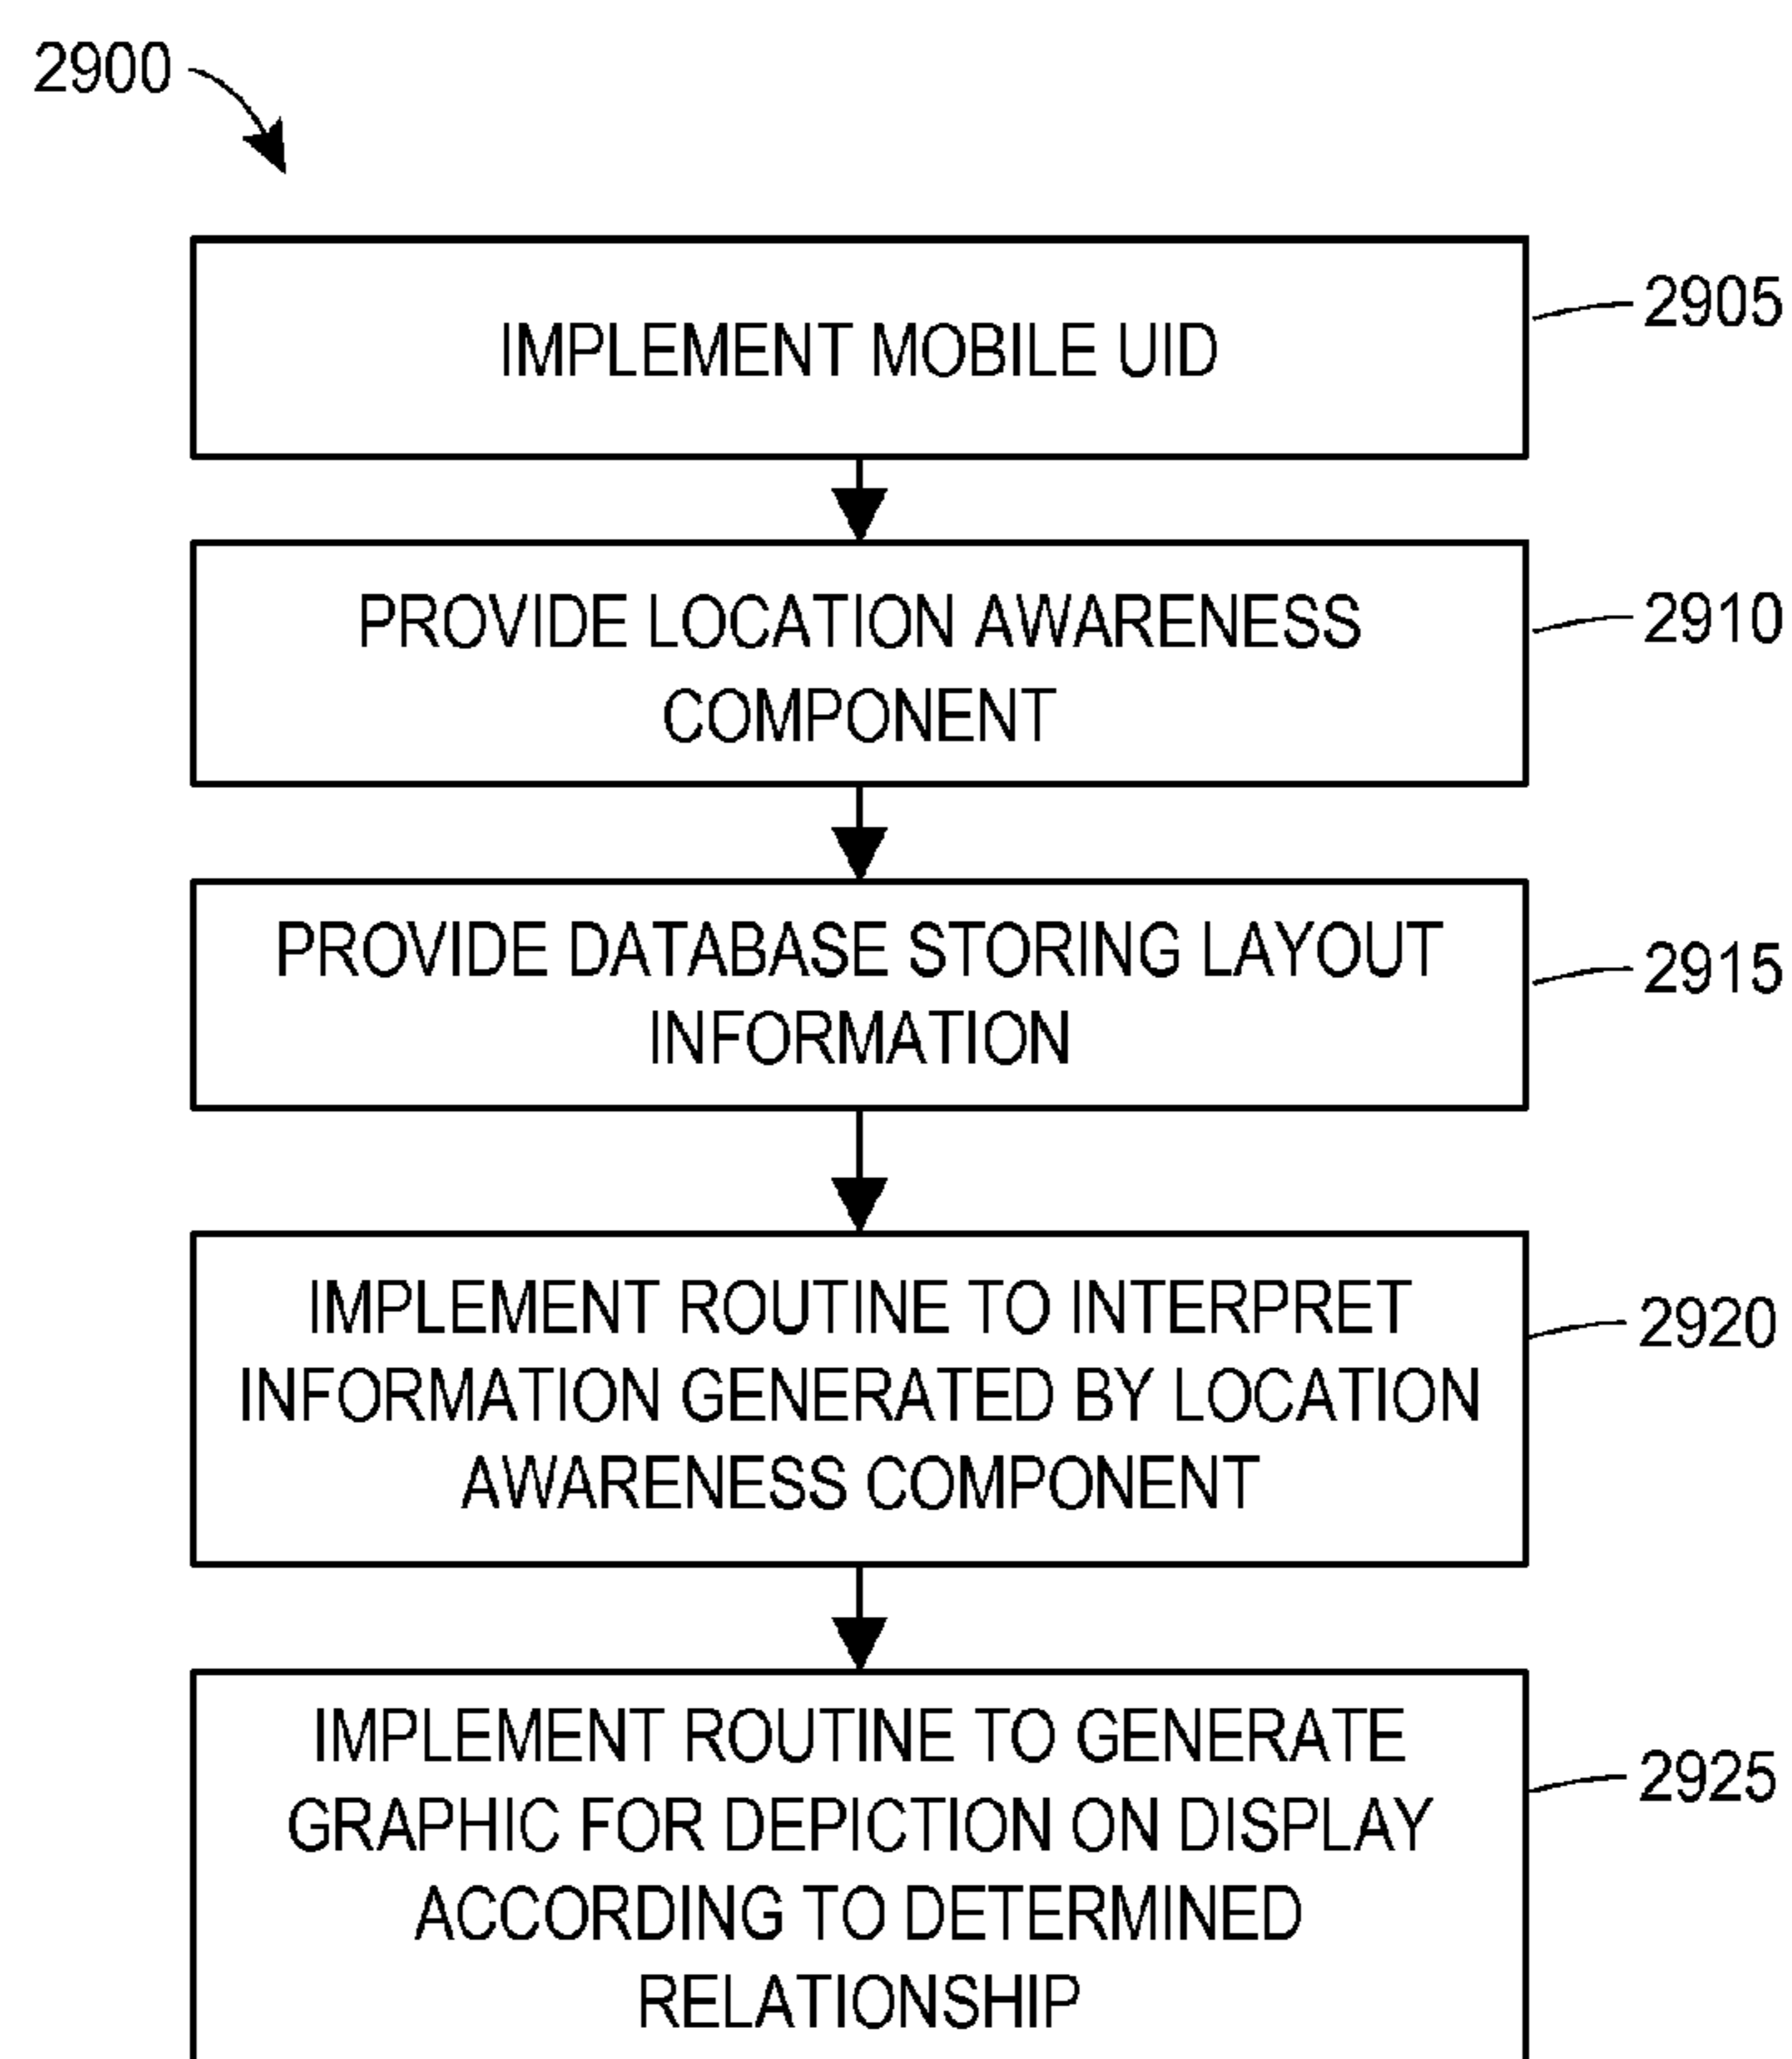 2900
IMPLEMENT MOBILE UID
2905
PROVIDE LOCATION AWARENESS
COMPONENT
2910
PROVIDE DATABASE STORING LAYOUT
INFORMATION
2915
IMPLEMENT ROUTINE TO INTERPRET
INFORMATION GENERATED BY LOCATION
AWARENESS COMPONENT
2920
IMPLEMENT ROUTINE TO GENERATE
GRAPHIC FOR DEPICTION ON DISPLAY
ACCORDING TO DETERMINED
RELATIONSHIP
2925